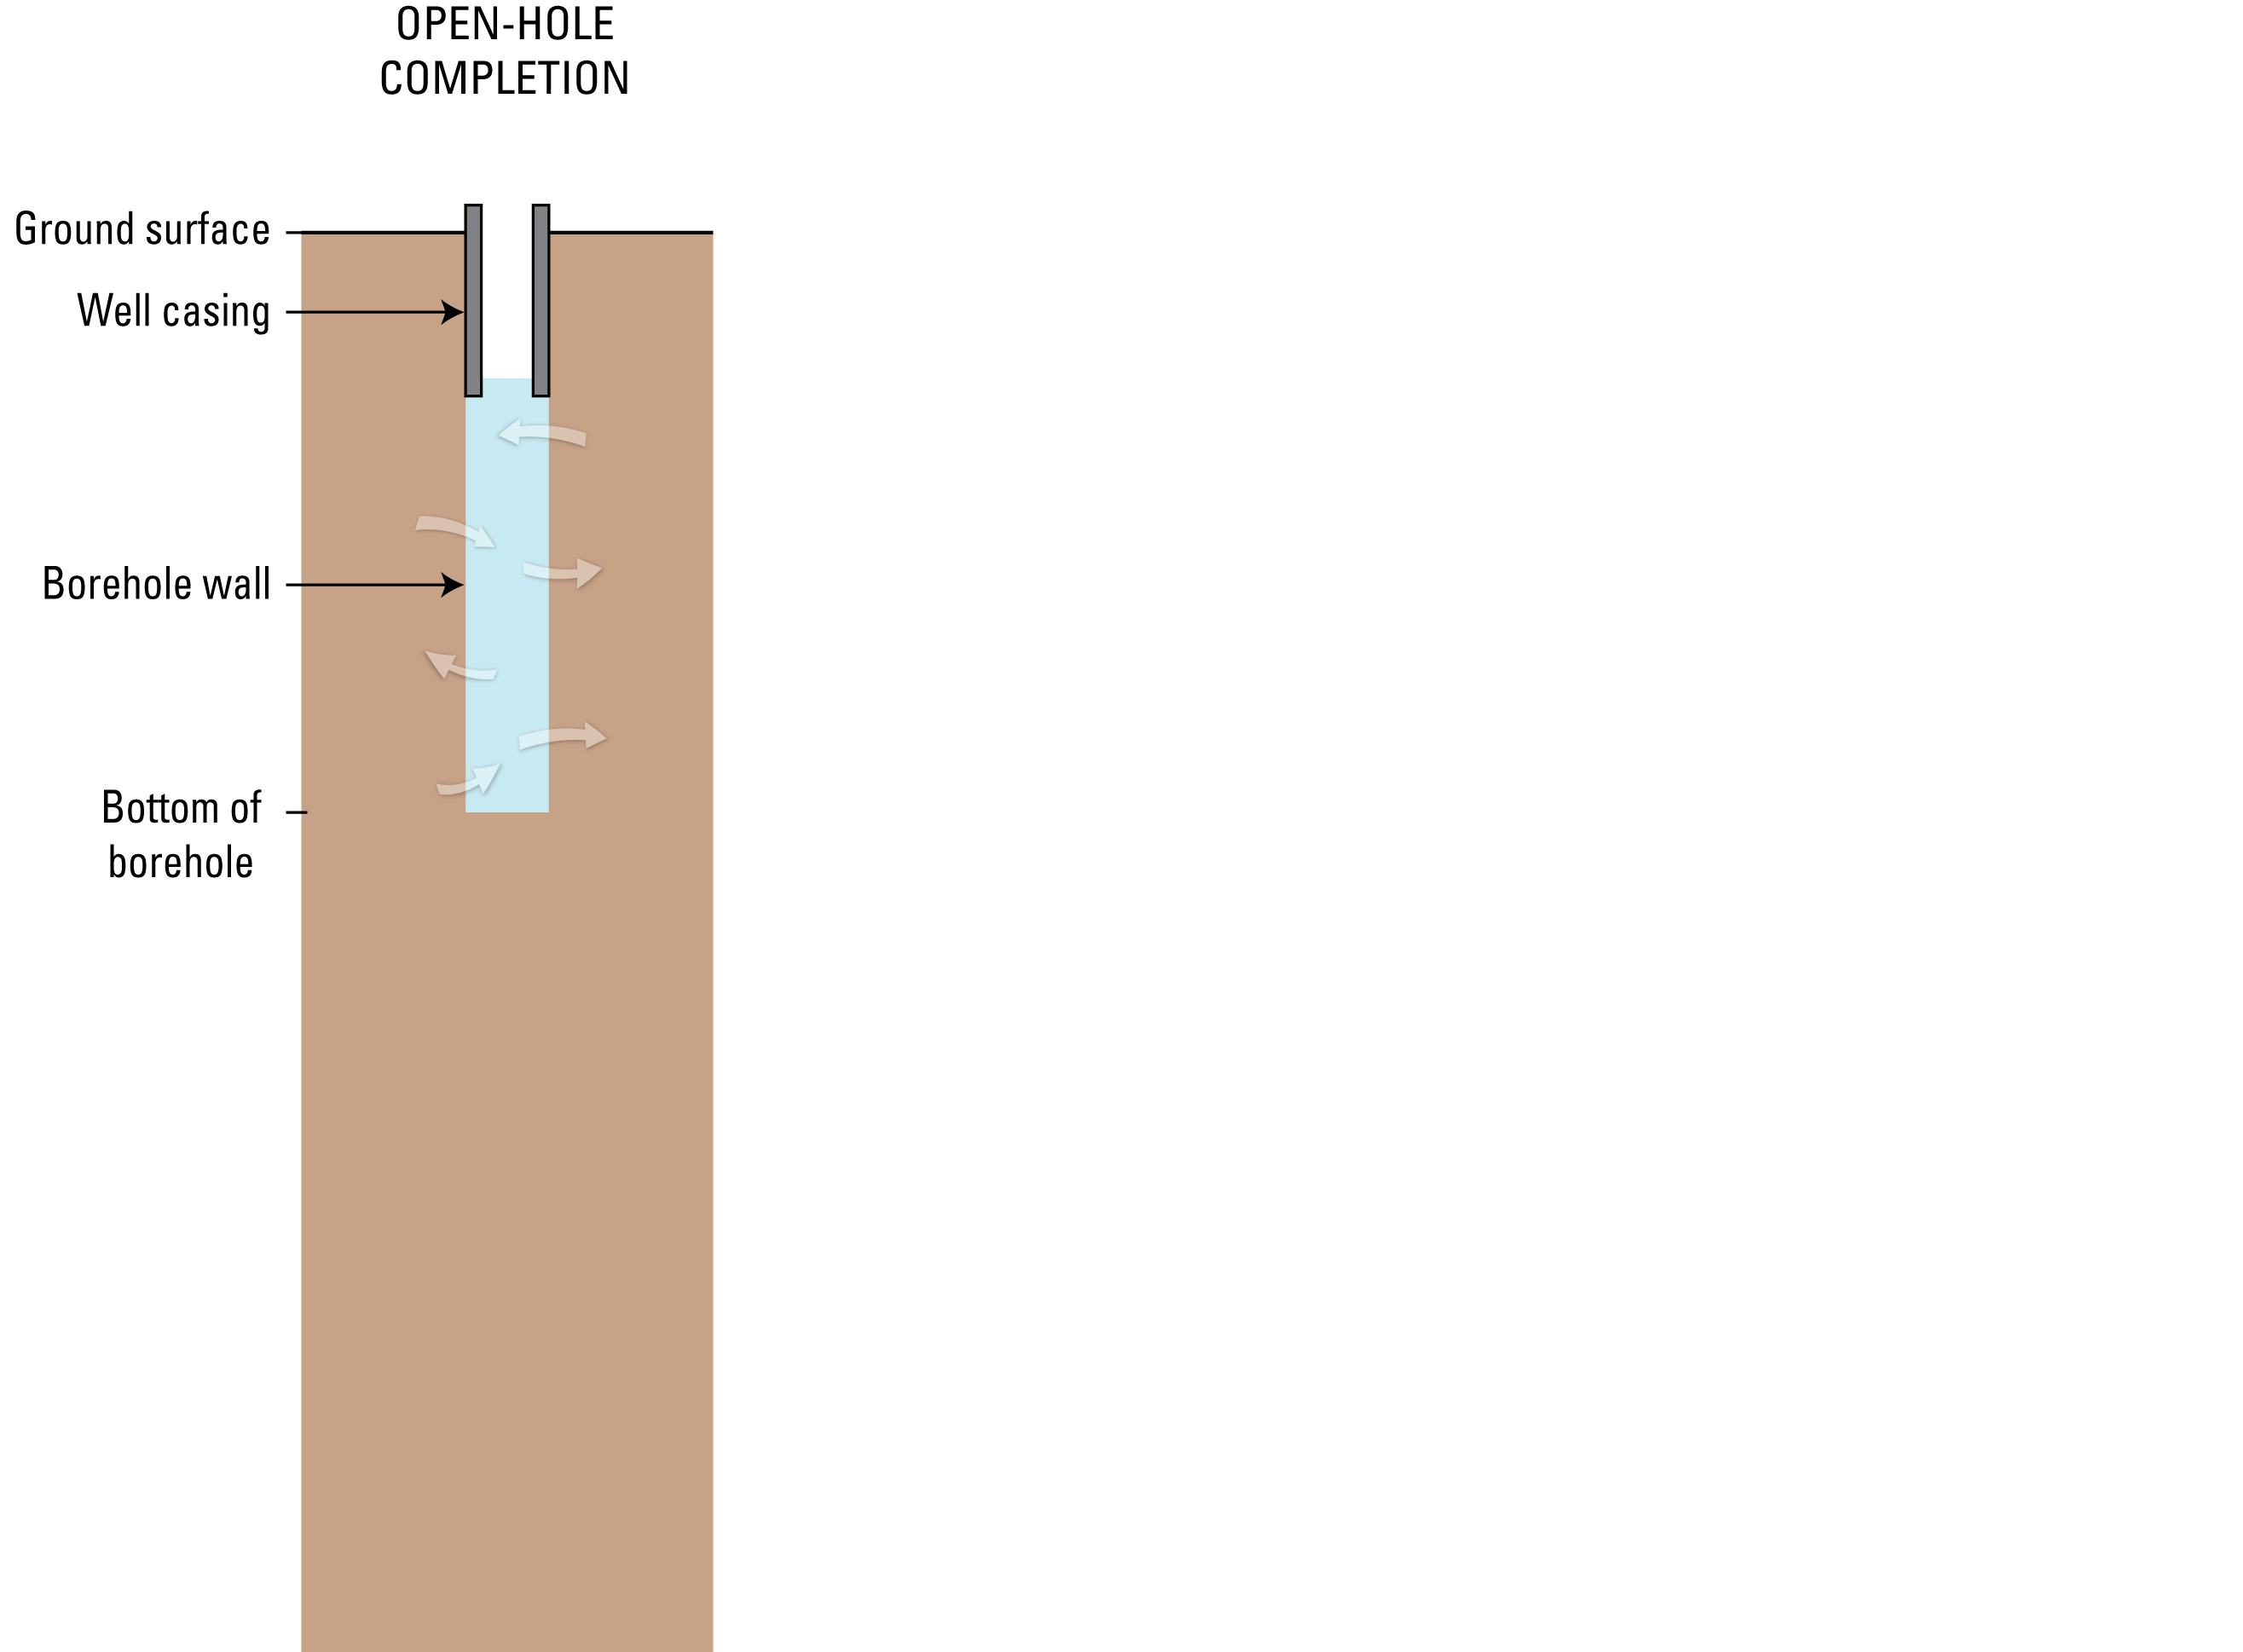 OPEN-HOLE
COMPLETION
Ground surface
Well casing
Borehole wall
Bottom of
borehole